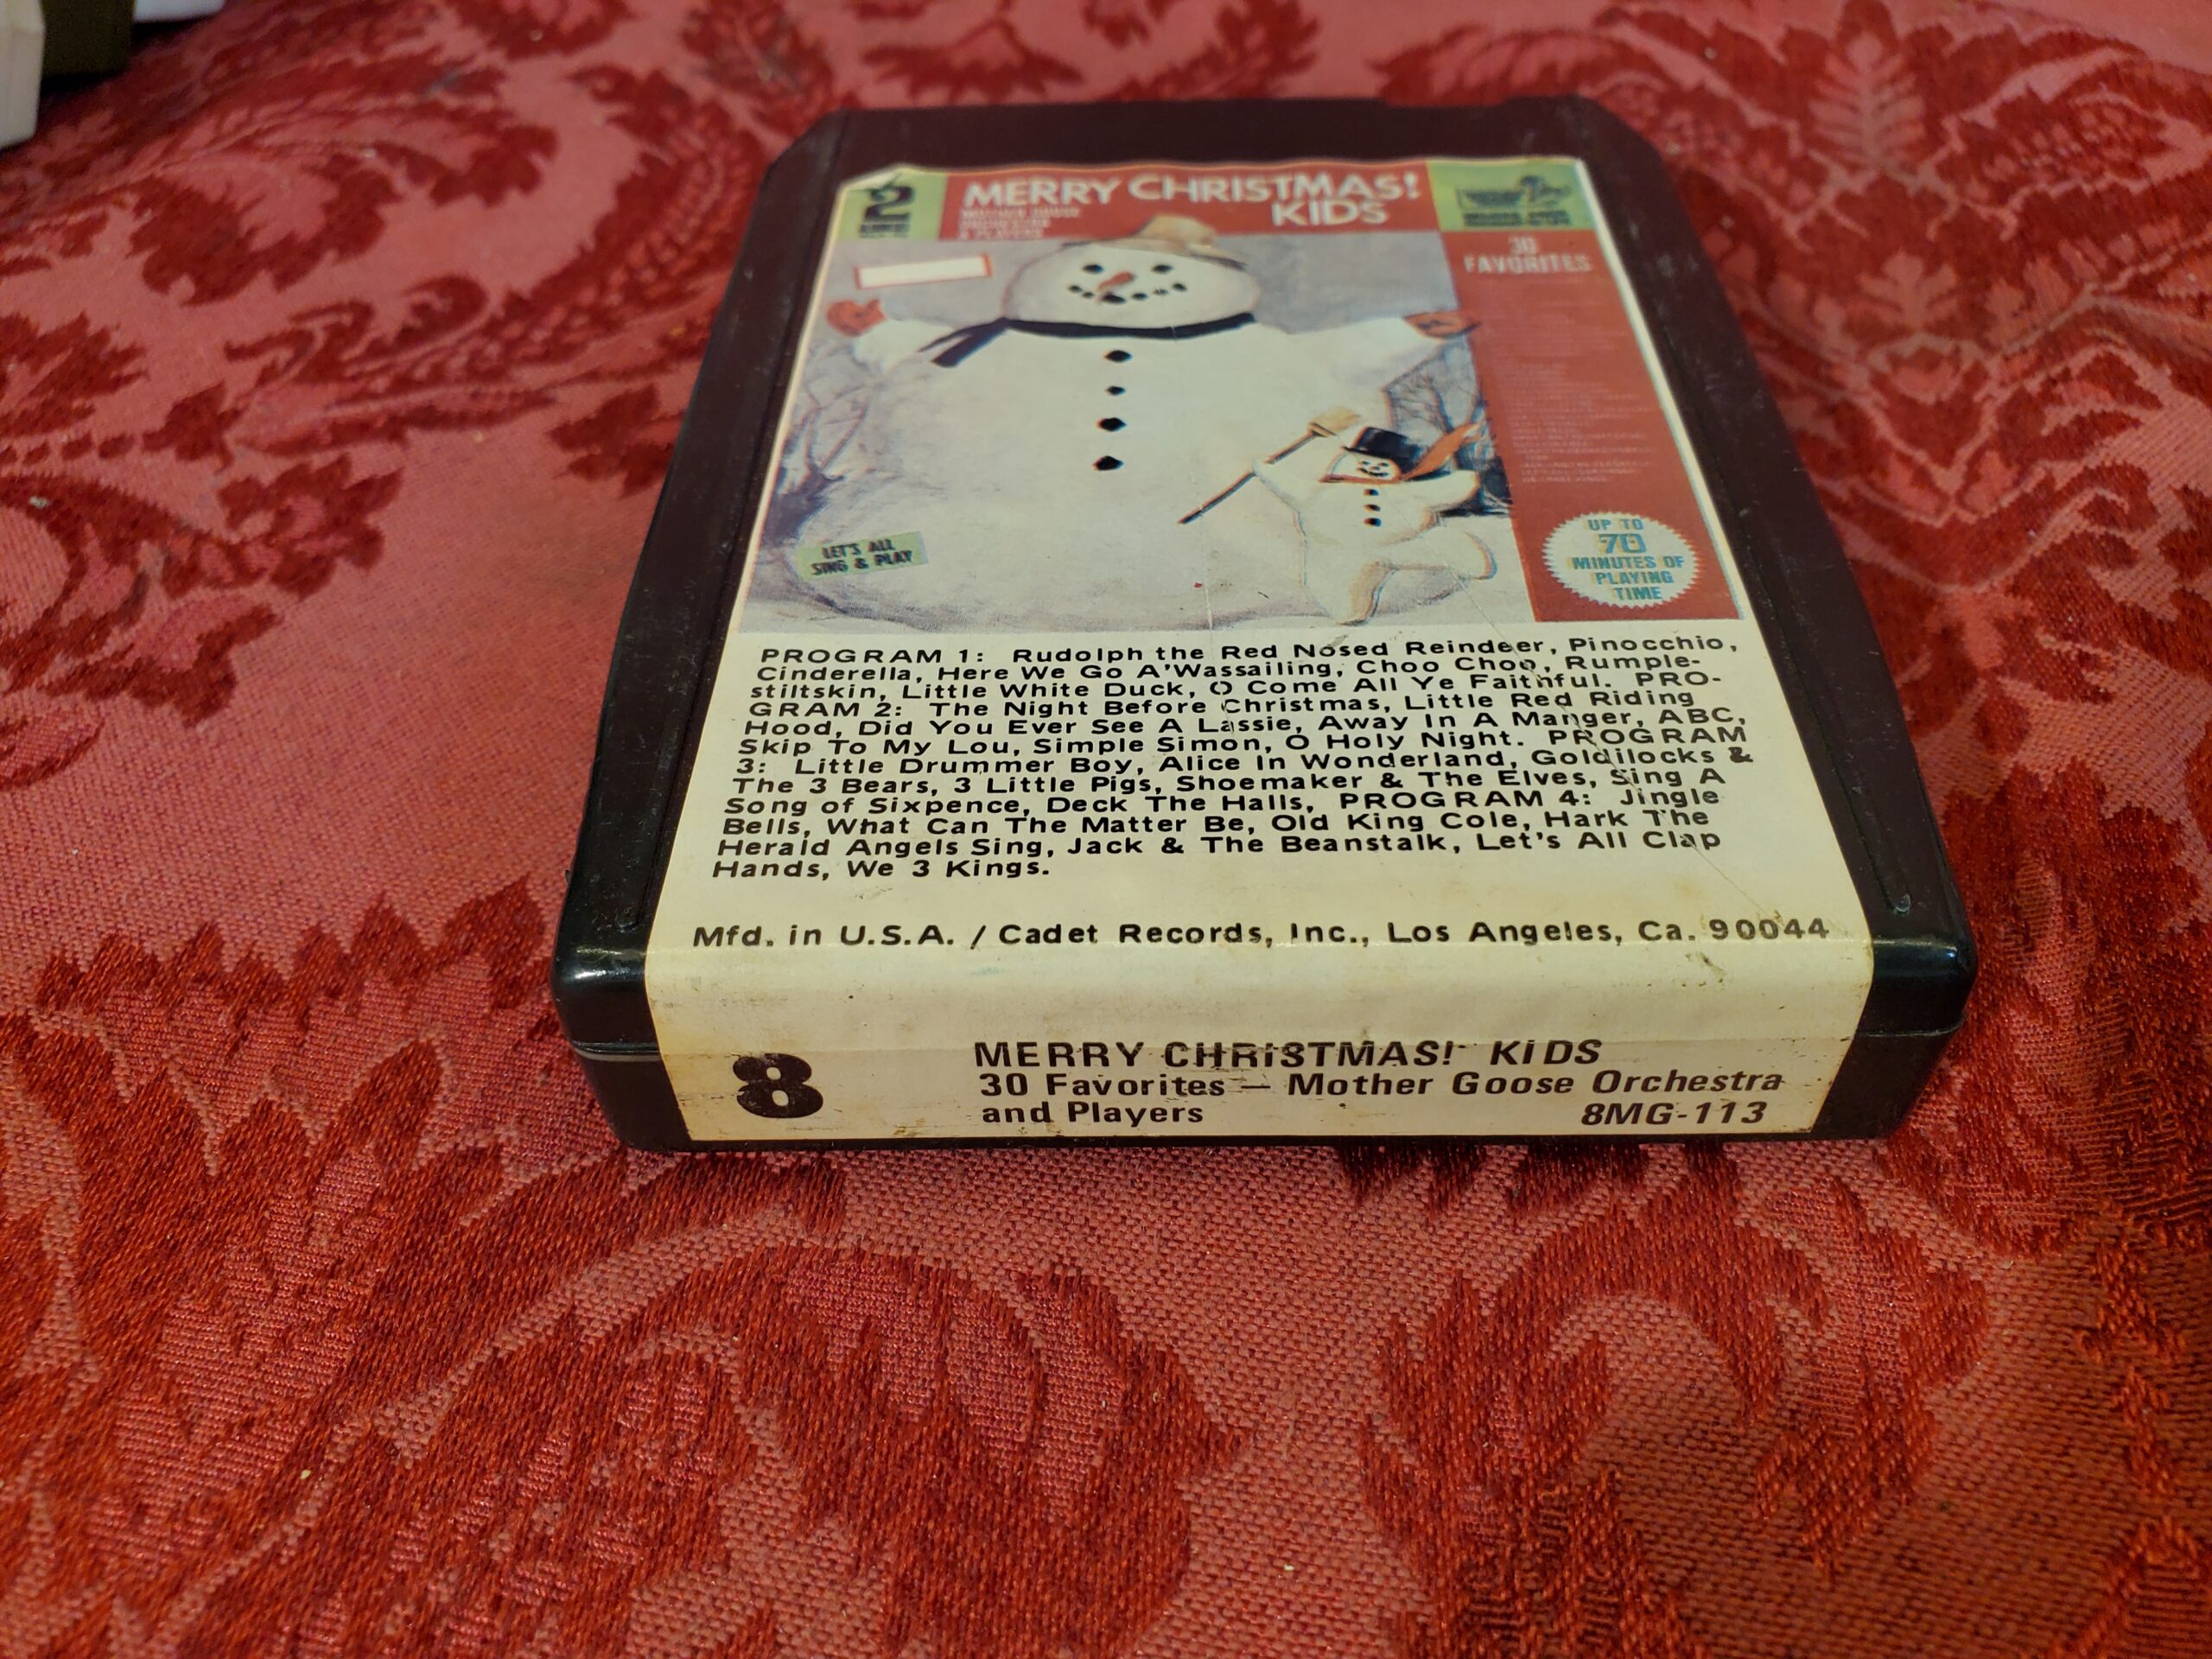 2
MERRY CHRISTMAS!
KIDS
& PLAYERS
30
FAVORITES
LET'S ALL
SING & PLAY
UP TO
70
MINUTES OF
PLAYING
TIME
PROGRAM 1: Rudolph the Red Nosed Reindeer, Pinocchio,
Cinderella, Here We Go A'Wassailing, Choo Choo, Rumple-
stiltskin, Little White Duck, O Come All Ye Faithful. PRO-
GRAM 2: The Night Before Christmas, Little Red Riding
Hood, Did You Ever See A Lassie, Away In A Manger, ABC,
Skip To My Lou, Simple Simon, O Holy Night. PROGRAM
3: Little Drummer Boy, Alice In Wonderland, Goldilocks &
The 3 Bears, 3 Little Pigs, Shoemaker & The Elves, Sing A
Song of Sixpence, Deck The Halls, PROGRAM 4: Jingle
Bells, What Can The Matter Be, Old King Cole, Hark The
Herald Angels Sing, Jack & The Beanstalk, Let's All Clap
Hands, We 3 Kings.
Mfd. in U.S.A. / Cadet Records, Inc., Los Angeles, Ca. 90044
8
MERRY CHRISTMAS! KIDS
30 Favorites — Mother Goose Orchestra
and Players 8MG-113